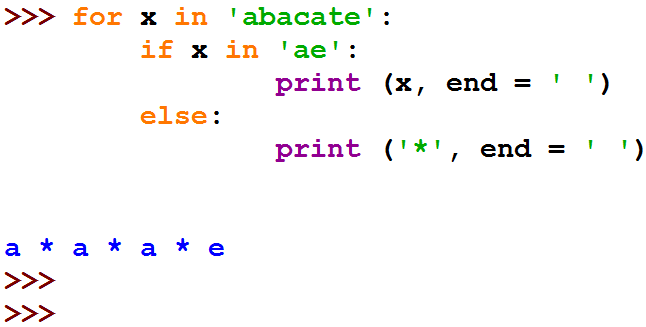 >>> for x in 'abacate':
        if x in 'ae':
                print (x, end = ' ')
        else:
                print ('*', end = ' ')
a * a * a * e
>>>
>>>